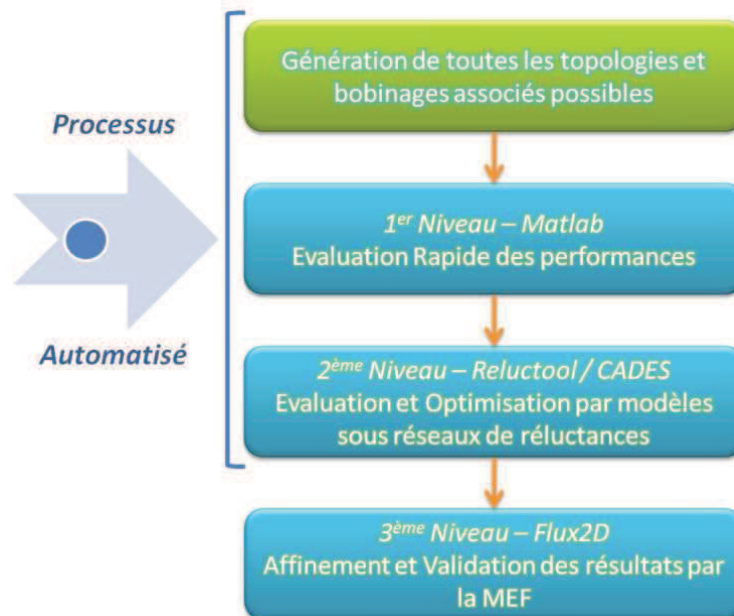 Génération de toutes les topologies et
bobinages associés possibles
Processus
1er Niveau – Matlab
Evaluation Rapide des performances
Automatisé
2ème Niveau – Reluctool / CADES
Evaluation et Optimisation par modèles
sous réseaux de réluctances
3ème Niveau – Flux2D
Affinement et Validation des résultats par
la MEF